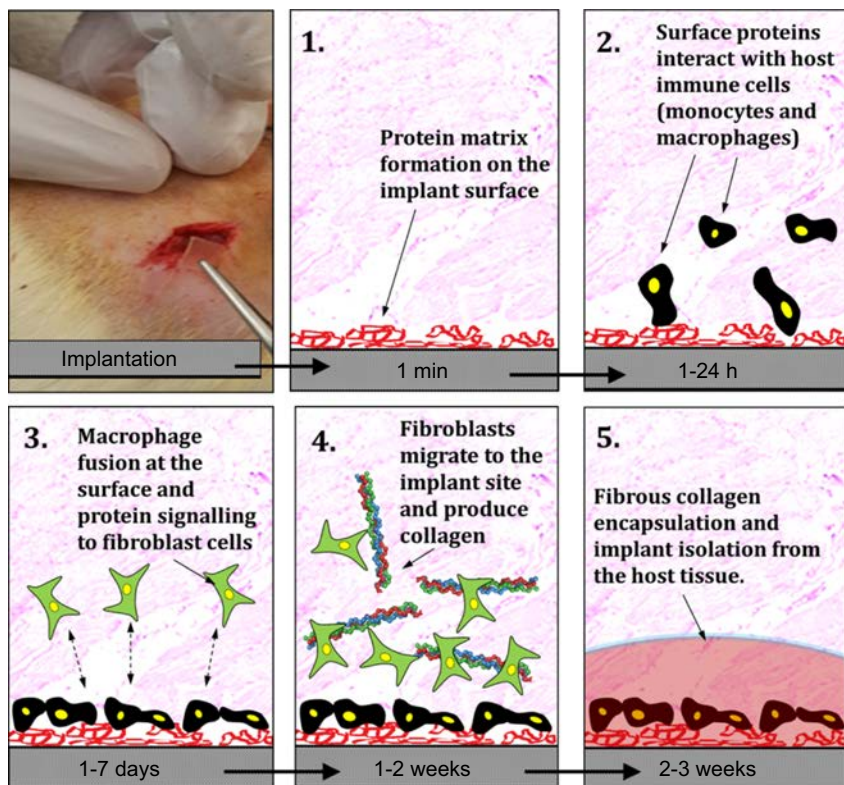 Implantation
1.
Protein matrix
formation on the
implant surface
1 min
2.
Surface proteins
interact with host
immune cells
(monocytes and
macrophages)
1-24 h
3.
Macrophage
fusion at the
surface and
protein signalling
to fibroblast cells
1-7 days
4.
Fibroblasts
migrate to the
implant site
and produce
collagen
1-2 weeks
5.
Fibrous collagen
encapsulation and
implant isolation from
the host tissue.
2-3 weeks